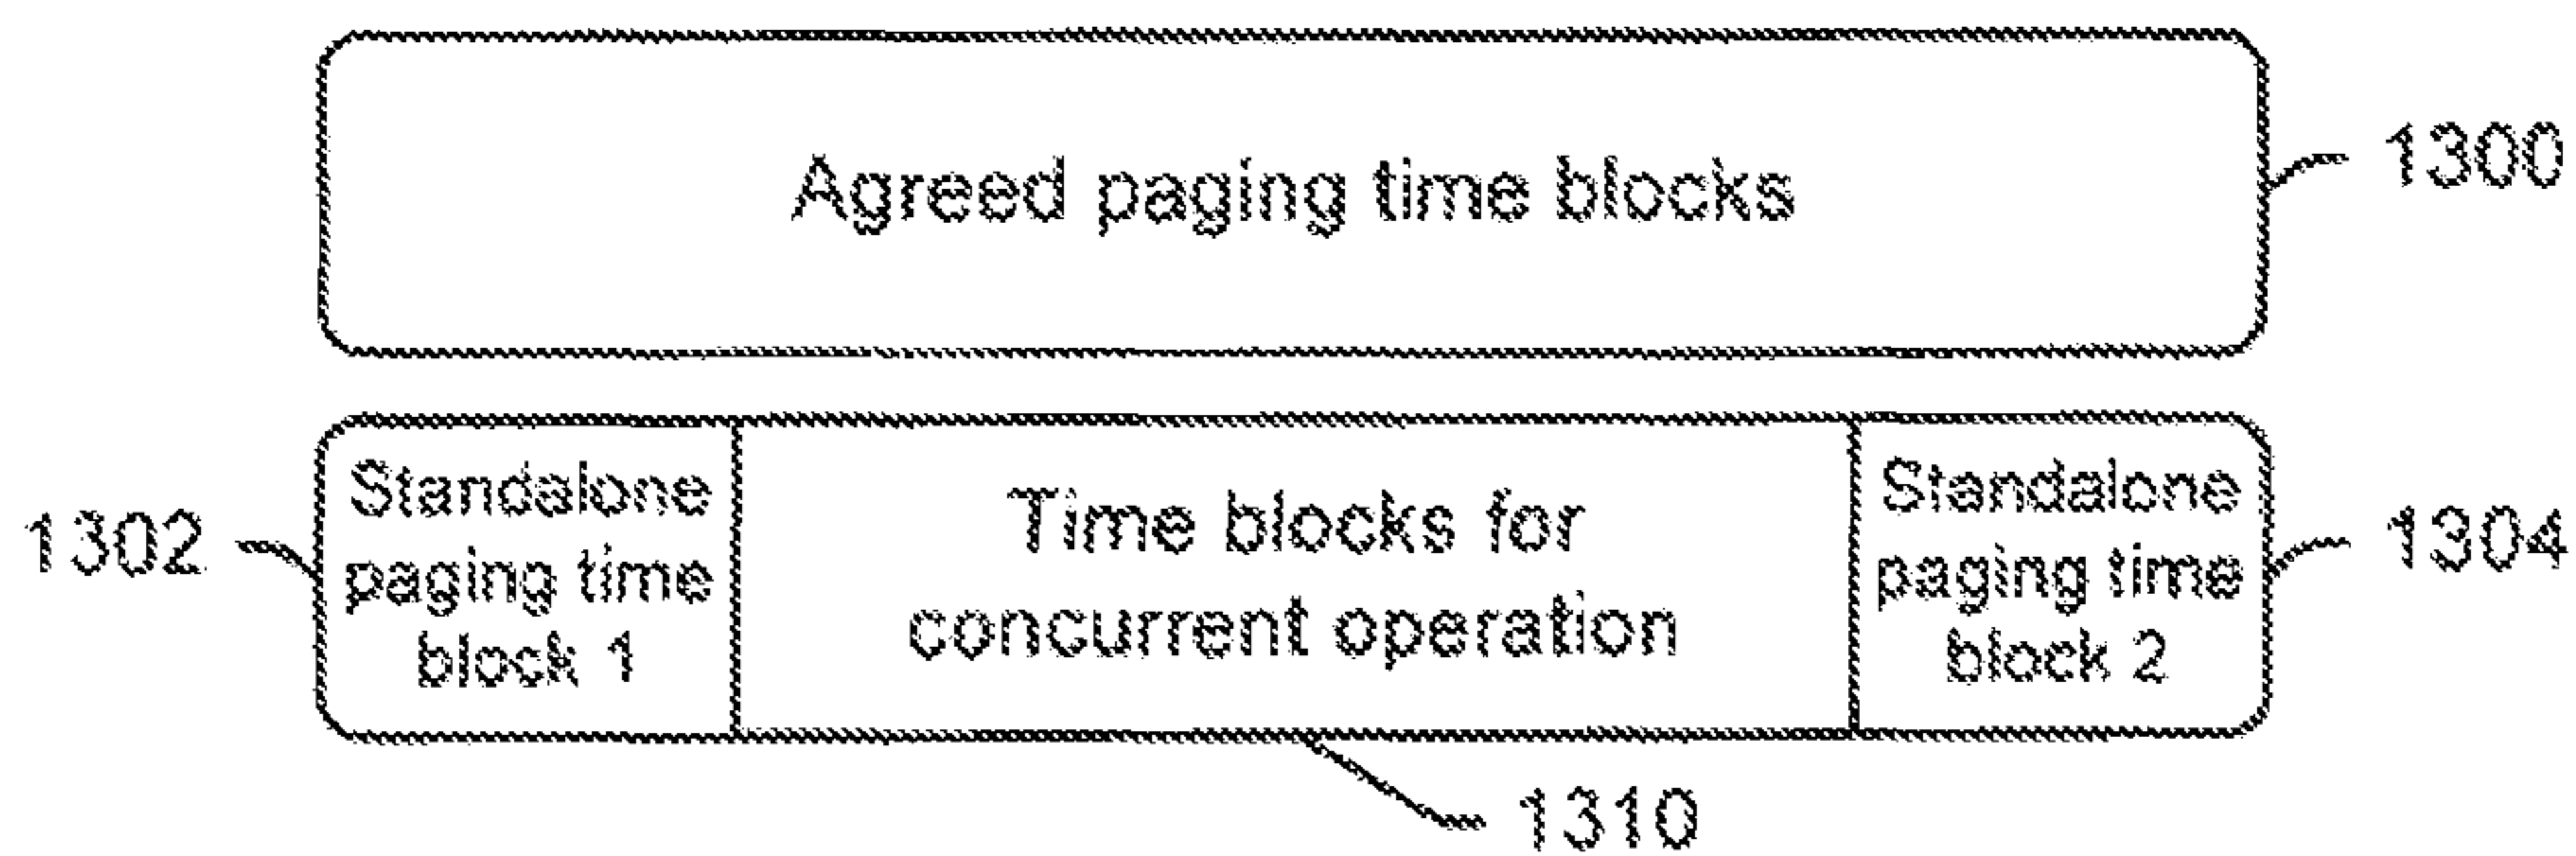 Agreed paging time blocks
1300
1302
Standalone
paging time
block 1
Time blocks for
concurrent operation
Standalone
paging time
block 2
1304
1310